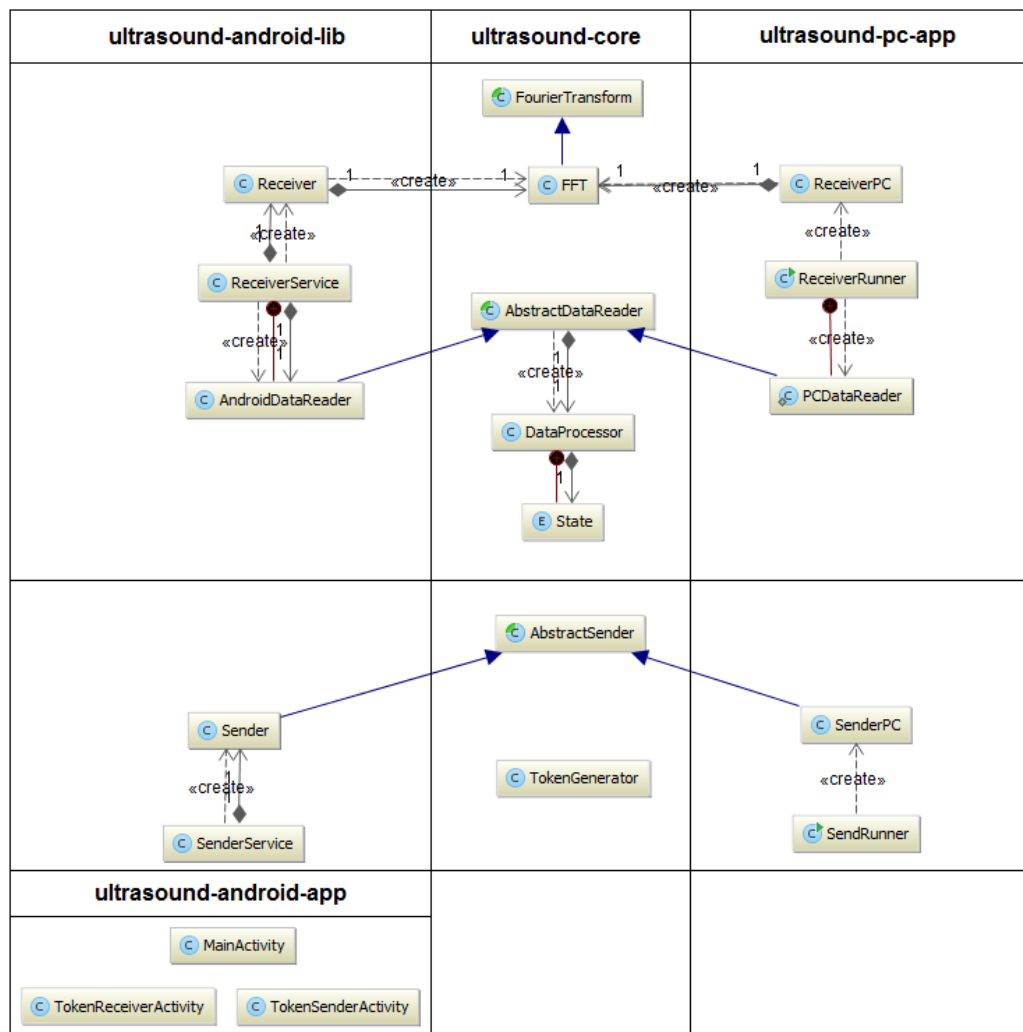 ultrasound-android-lib
ultrasound-core
ultrasound-pc-app
C FourierTransform
C Receiver
1
«create»
1
C FFT
1
«create»
1
C ReceiverPC
1
«create»
«create»
C ReceiverService
C ReceiverRunner
C AbstractDataReader
1
«create»
1
«create»
1
«create»
1
C AndroidDataReader
C PCDataReader
C DataProcessor
1
E State
C AbstractSender
C Sender
C SenderPC
1
«create»
C TokenGenerator
«create»
C SenderService
C SendRunner
ultrasound-android-app
C MainActivity
C TokenReceiverActivity
C TokenSenderActivity